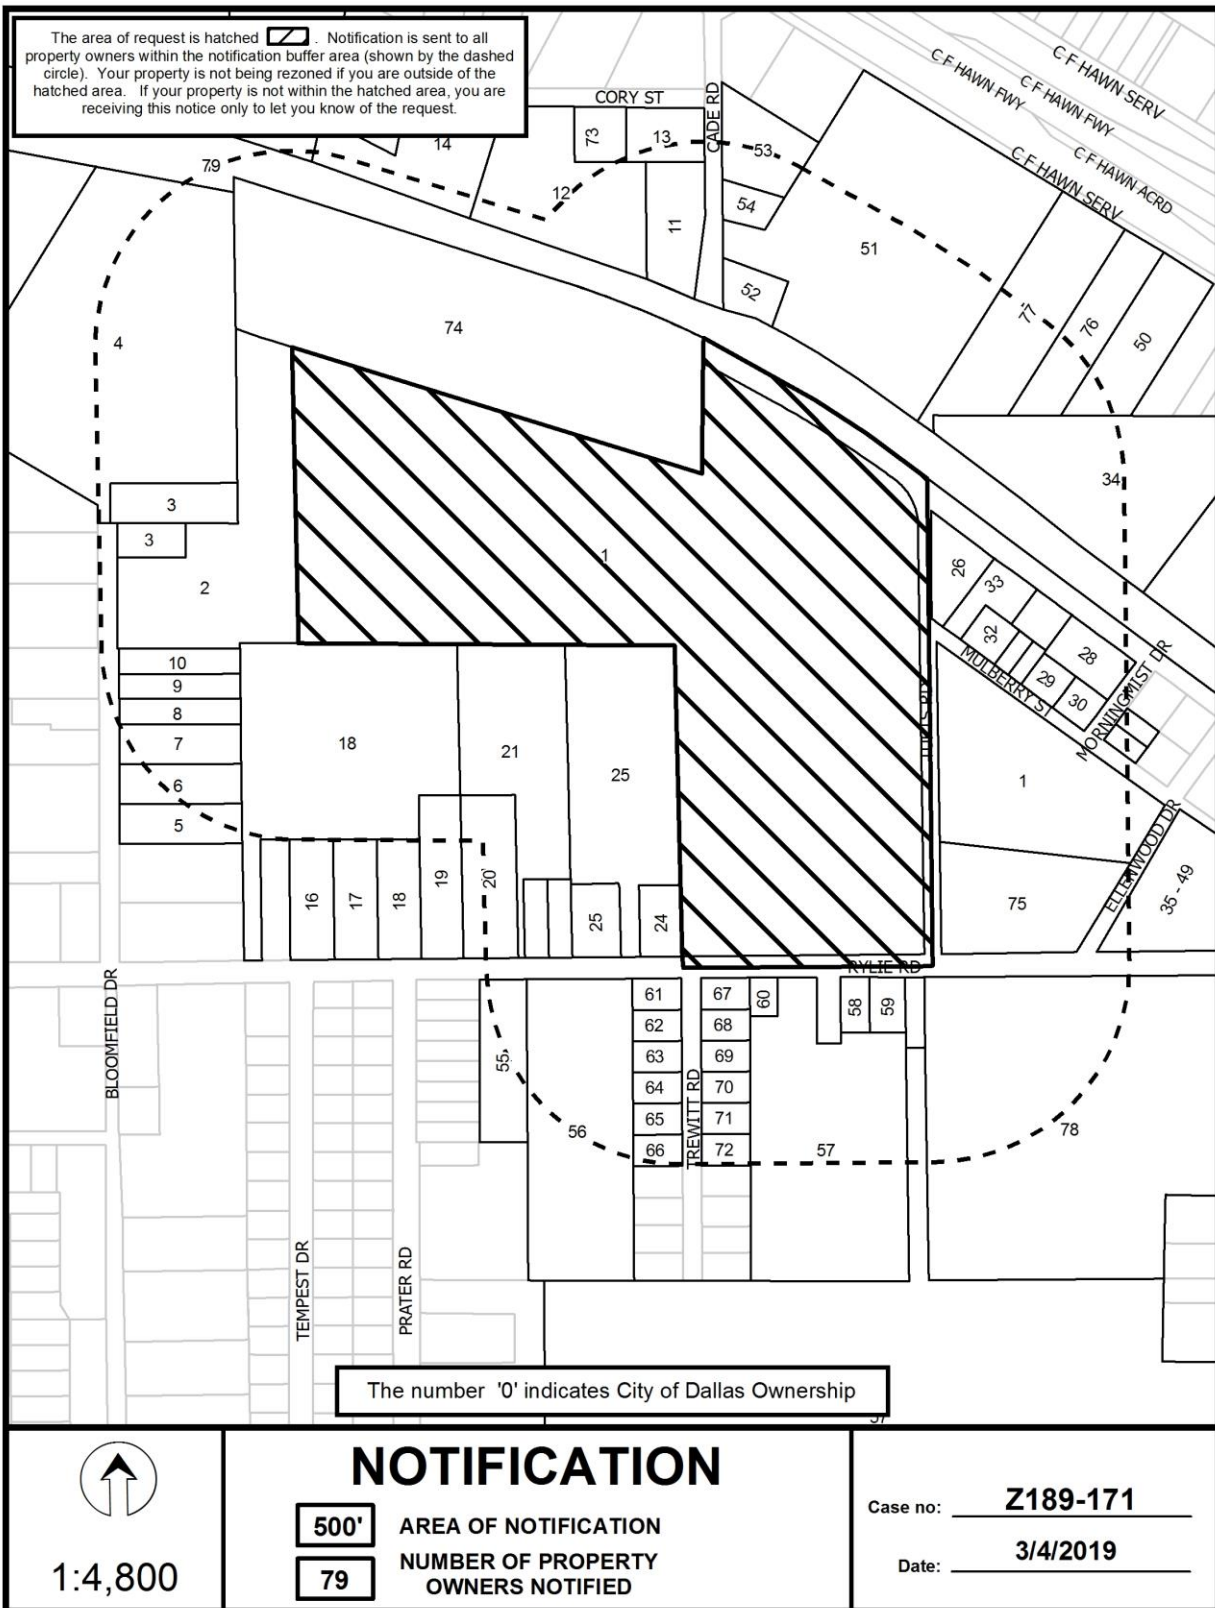 The area of request is hatched . Notification is sent to all
property owners within the notification buffer area (shown by the dashed
circle). Your property is not being rezoned if you are outside of the
hatched area. If your property is not within the hatched area, you are
receiving this notice only to let you know of the request.
C F HAWN SERV
C F HAWN FWY
C F HAWN FWY
C F HAWN ACRD
C F HAWN SERV
CORY ST
CADE RD
73
13
14
53
79
12
54
11
51
52
77
76
50
74
4
34
3
3
1
2
26
33
32
28
29
30
MULBERRY ST
MORNINGMIST DR
10
9
8
7
6
5
18
21
25
1
ELLENWOOD DR
35 - 49
75
16
17
18
19
20
25
24
RYLIE RD
BLOOMFIELD DR
61
62
63
64
65
66
67
68
69
70
71
72
60
58
59
55
56
TREWITT RD
57
78
TEMPEST DR
PRATER RD
The number '0' indicates City of Dallas Ownership
57
1:4,800
NOTIFICATION
500' AREA OF NOTIFICATION
79 NUMBER OF PROPERTY
OWNERS NOTIFIED
Case no: Z189-171
Date: 3/4/2019